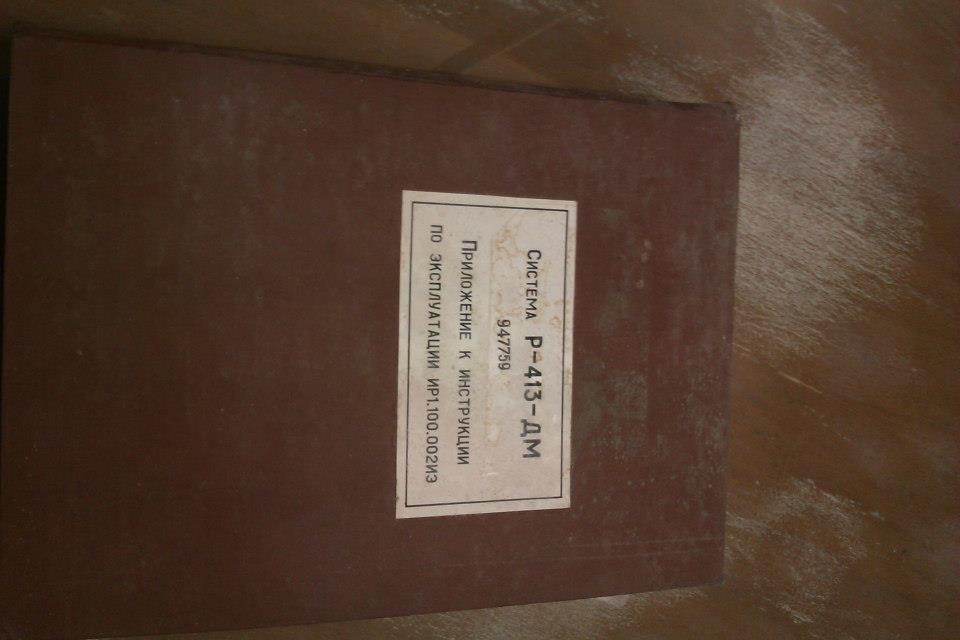 Система Р-413-ДМ
947759
Приложение к инструкции
по эксплуатации ИР1.100.002ИЭ